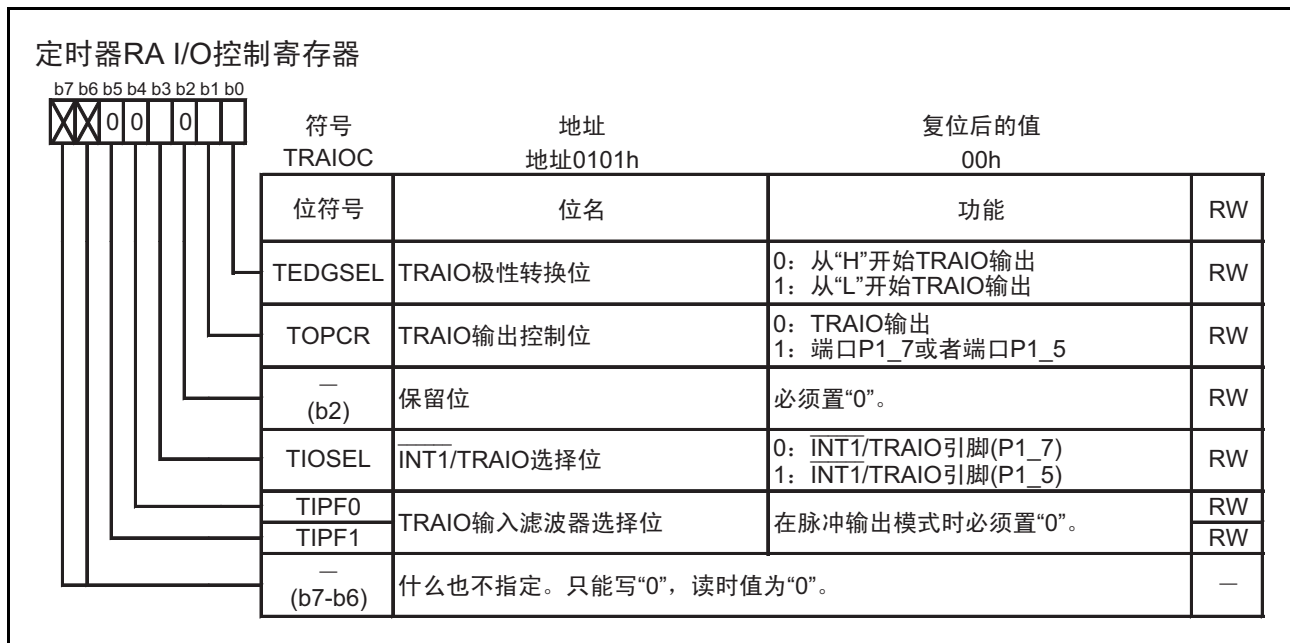 定时器RA I/O控制寄存器
b7 b6 b5 b4 b3 b2 b1 b0
0 0 0
符号 地址 复位后的值
TRAIOC 地址0101h 00h
位符号 位名 功能 RW
TEDGSEL TRAIO极性转换位 0：从“H”开始TRAIO输出 RW
1：从“L”开始TRAIO输出
TOPCR TRAIO输出控制位 0：TRAIO输出 RW
1：端口P1_7或者端口P1_5
—
(b2) 保留位 必须置“0”。 RW
TIOSEL INT1/TRAIO选择位 0：INT1/TRAIO引脚(P1_7) RW
1：INT1/TRAIO引脚(P1_5)
TIPF0 TRAIO输入滤波器选择位 在脉冲输出模式时必须置“0”。 RW
TIPF1 RW
—
(b7-b6) 什么也不指定。只能写“0”，读时值为“0”。 —